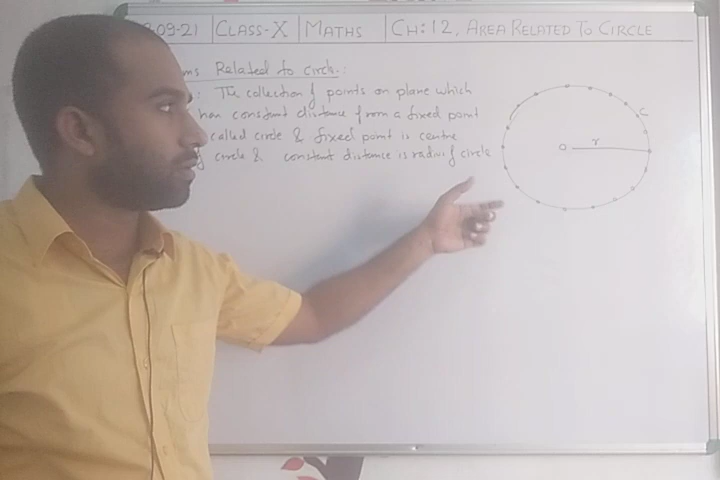 09-21 CLASS-X MATHS CH:12, AREA RELATED TO CIRCLE
ms Related to circle:
: The collection of points on plane which
constant distance from a fixed point
called circle & fixed point is centre
circle & constant distance is radius of circle
C
O r